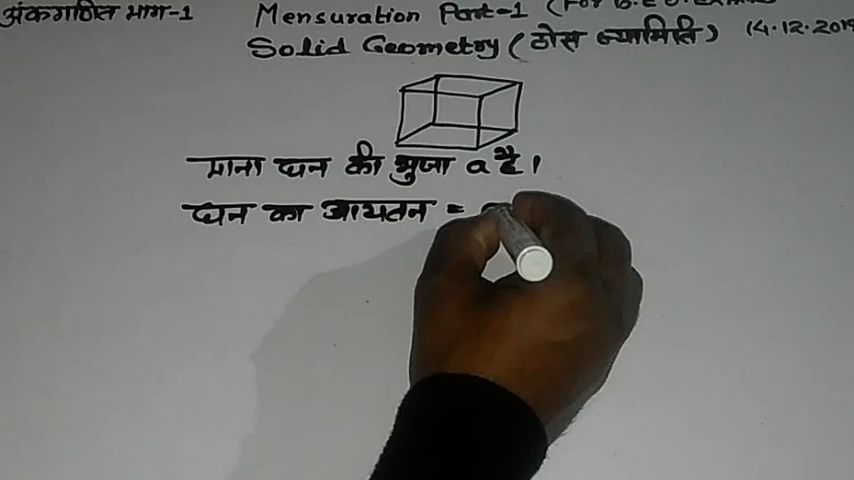 अंकगणित भाग-1 Mensuration Part-1
Solid Geometry (ठोस ज्यामिति) 14.12.2019
माना घन की भुजा a है।
घन का आयतन =